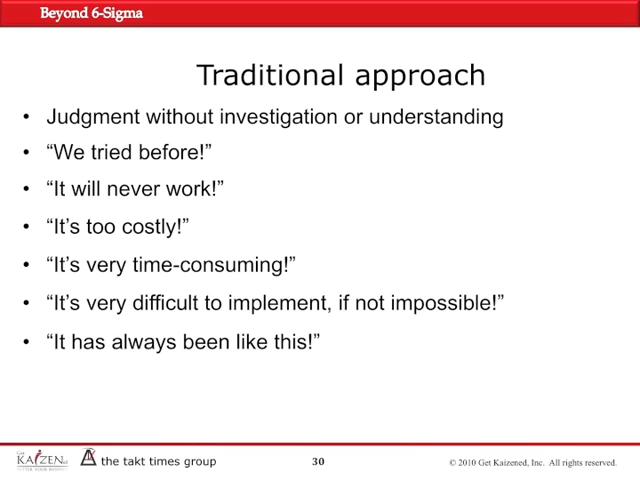 Beyond 6-Sigma
Traditional approach
• Judgment without investigation or understanding
• “We tried before!”
• “It will never work!”
• “It’s too costly!”
• “It’s very time-consuming!”
• “It’s very difficult to implement, if not impossible!”
• “It has always been like this!”
Get
KAIZENed
the takt times group
30
© 2010 Get Kaizened, Inc. All rights reserved.